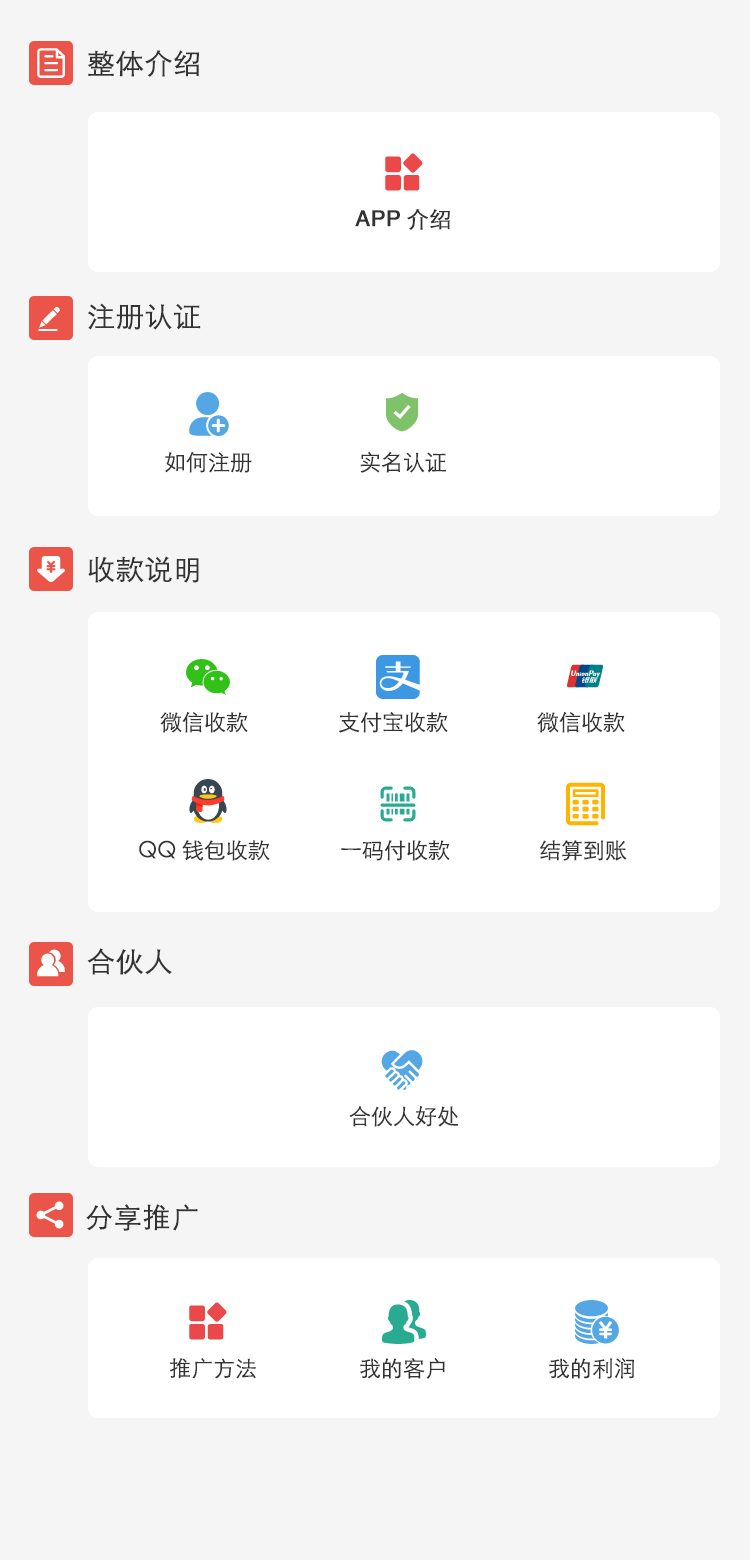 整体介绍
APP 介绍
注册认证
如何注册 实名认证
收款说明
支
UnionPay
银联
微信收款 支付宝收款 微信收款
QQ 钱包收款 一码付收款 结算到账
合伙人
合伙人好处
分享推广
推广方法 我的客户 我的利润